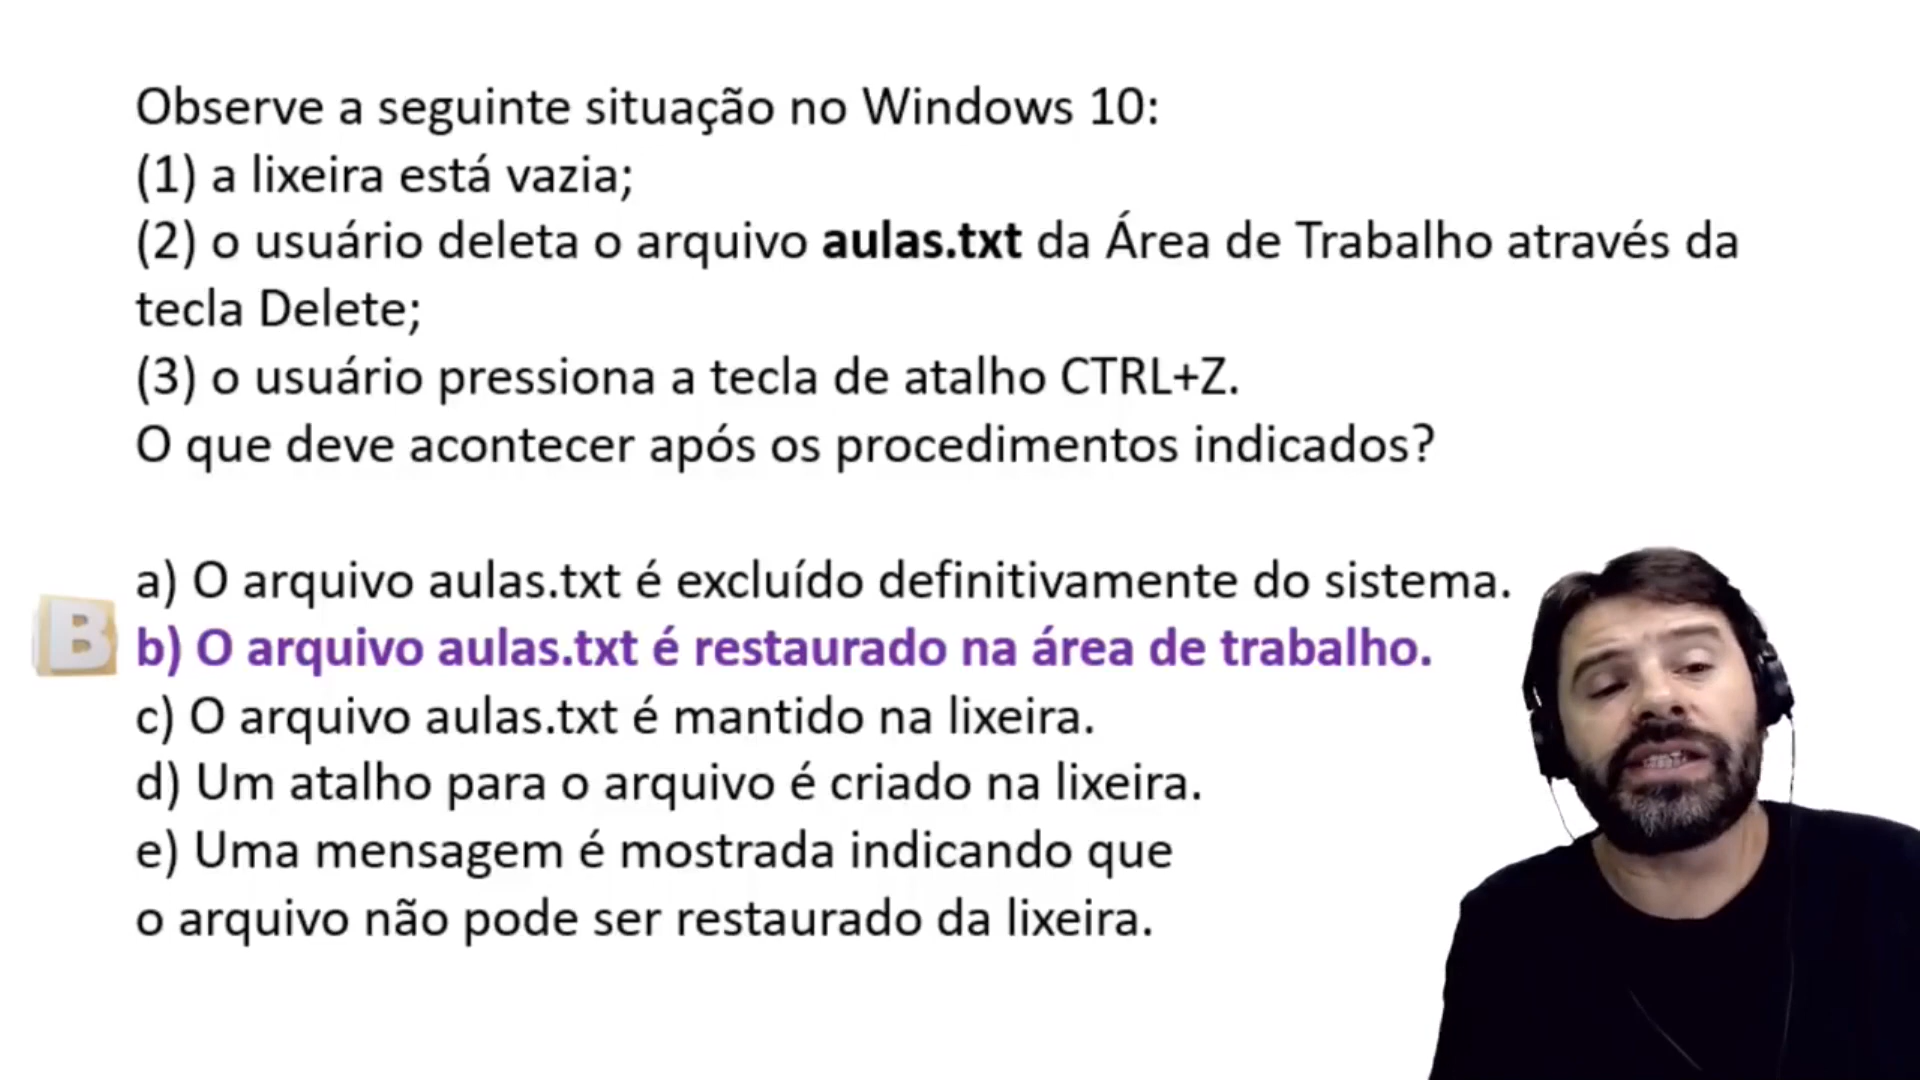 Observe a seguinte situação no Windows 10:
(1) a lixeira está vazia;
(2) o usuário deleta o arquivo aulas.txt da Área de Trabalho através da
tecla Delete;
(3) o usuário pressiona a tecla de atalho CTRL+Z.
O que deve acontecer após os procedimentos indicados?
a) O arquivo aulas.txt é excluído definitivamente do sistema.
B
b) O arquivo aulas.txt é restaurado na área de trabalho.
c) O arquivo aulas.txt é mantido na lixeira.
d) Um atalho para o arquivo é criado na lixeira.
e) Uma mensagem é mostrada indicando que
o arquivo não pode ser restaurado da lixeira.